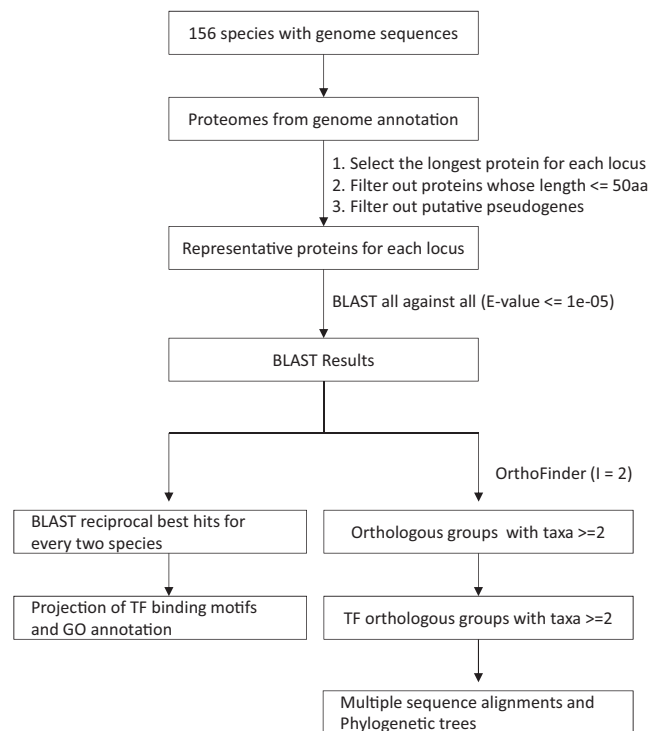 156 species with genome sequences
Proteomes from genome annotation
1. Select the longest protein for each locus
2. Filter out proteins whose length <= 50aa
3. Filter out putative pseudogenes
Representative proteins for each locus
BLAST all against all (E-value <= 1e-05)
BLAST Results
OrthoFinder (I = 2)
BLAST reciprocal best hits for
every two species
Orthologous groups with taxa >=2
Projection of TF binding motifs
and GO annotation
TF orthologous groups with taxa >=2
Multiple sequence alignments and
Phylogenetic trees